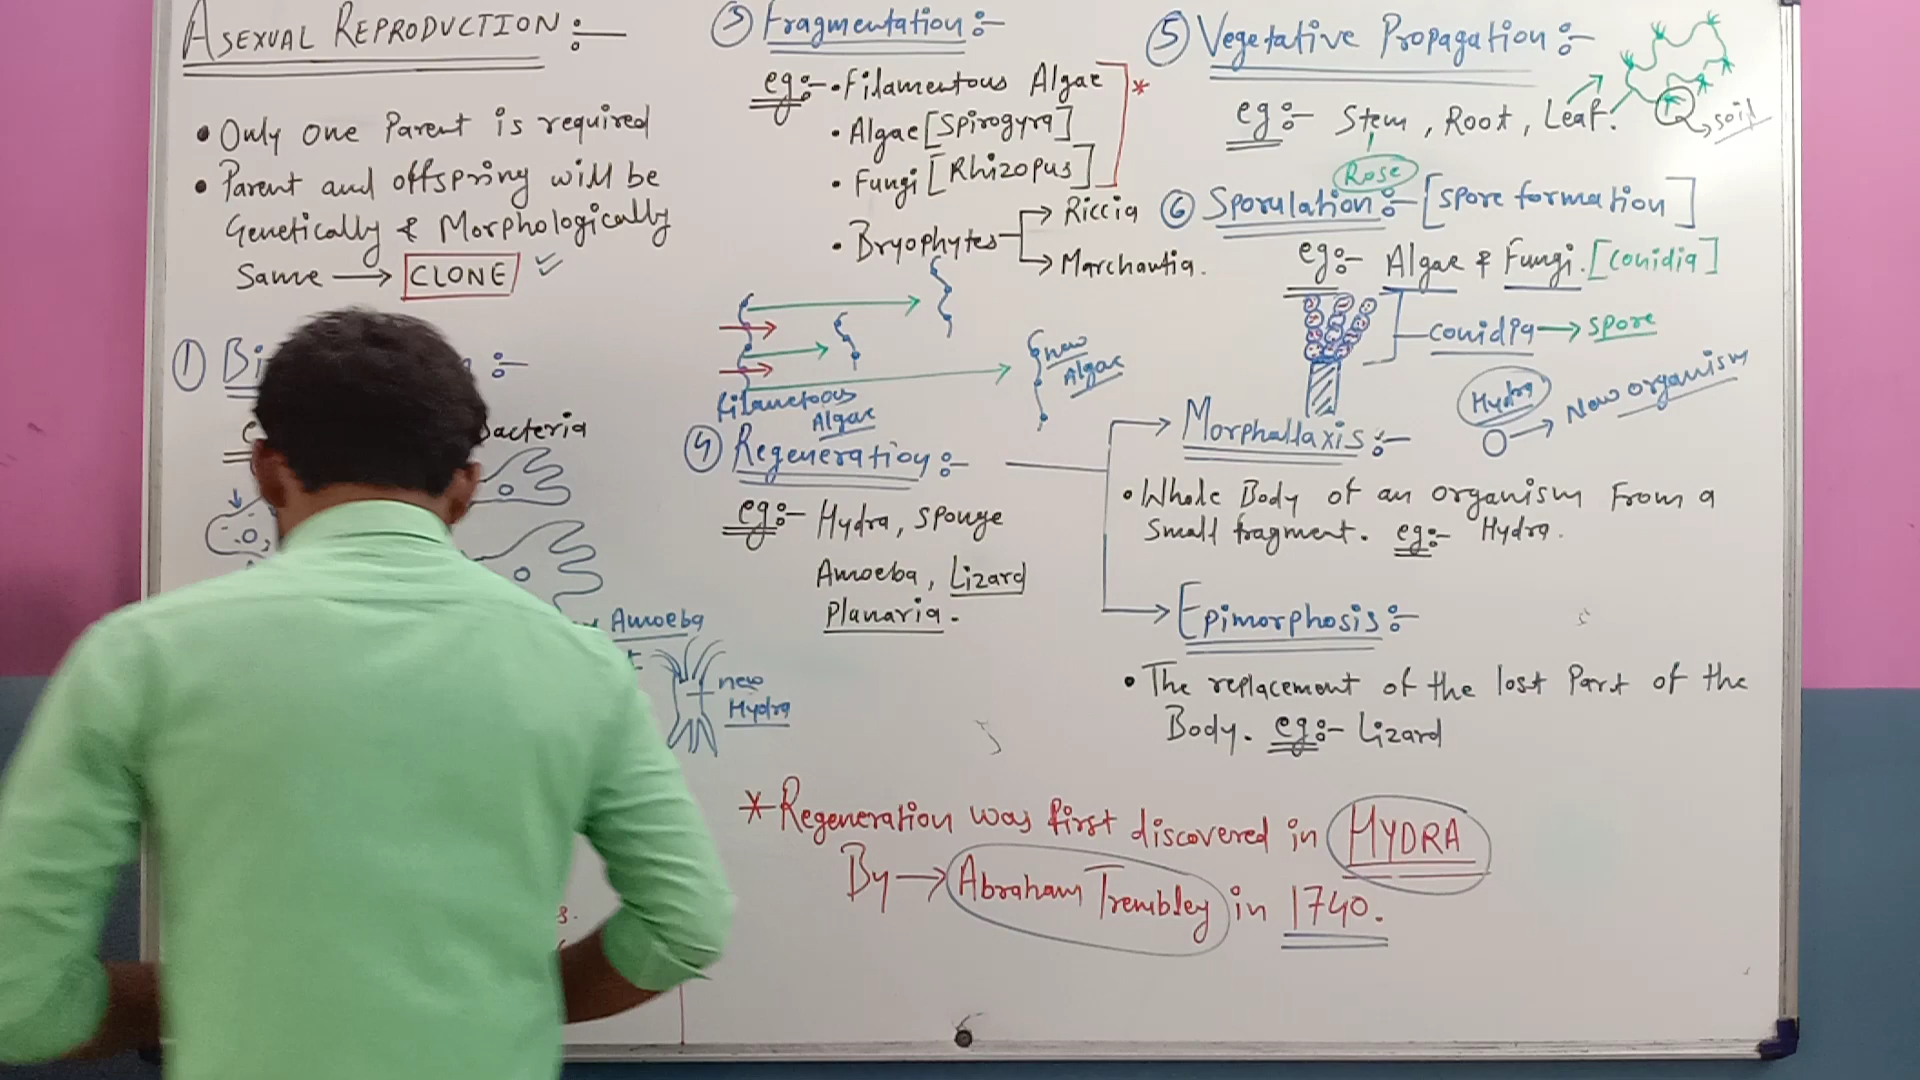 ASEXUAL REPRODUCTION :-
• Only one Parent is required
• Parent and offspring will be
Genetically & Morphologically
Same → CLONE
① Bi
Bacteria
Amoeba
new
Hydra
③ Fragmentation :-
eg:- • Filamentous Algae *
• Algae [Spirogyra]
• Fungi [Rhizopus]
• Bryophytes → Riccia
→ Marchantia.
new
Algae
Algae
④ Regeneration :-
eg:- Hydra, Sponge
Amoeba, Lizard
Planaria.
⑤ Vegetative Propagation :-
eg:- Stem, Root, Leaf.
soil
Rose
⑥ Sporulation :- [Spore formation]
eg:- Algae & Fungi. [Conidia]
Conidia → Spore
Hydra
→ New organism
→ Morphallaxis :-
• Whole Body of an organism From a
Small fragment. eg:- Hydra.
→ Epimorphosis :-
• The replacement of the lost Part of the
Body. eg:- Lizard
* Regeneration was first discovered in HYDRA
By → Abraham Trembley in 1740.